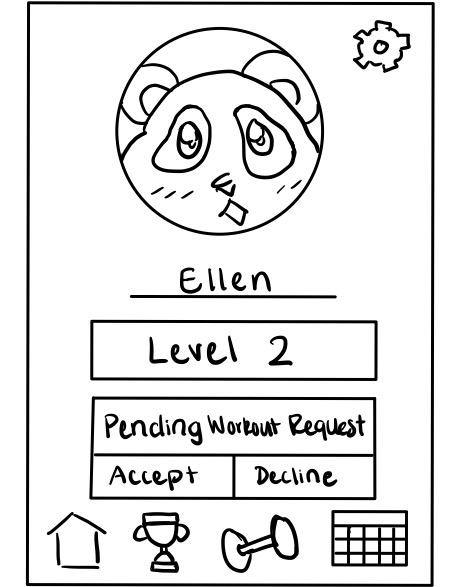 Ellen
Level 2
Pending Workout Request
Accept
Decline